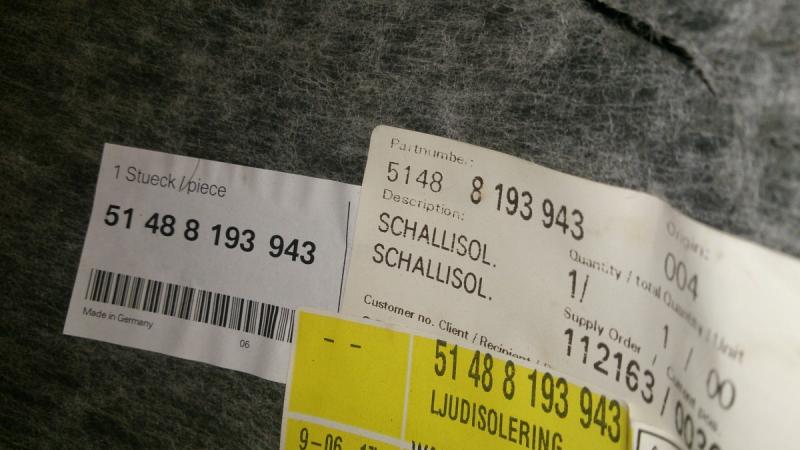 1 Stueck / piece
51 48 8 193 943
Made in Germany
06
Partnumber:
5148 8 193 943
Description:
SCHALLISOL.
SCHALLISOL.
Origin:
004
Quantity / total Quantity / Unit
1/ 1 / 00
Customer no. Client / Recipient /
Supply Order /
112163 /
-- 
51 48 8 193 943
LJUDISOLERING
9-06